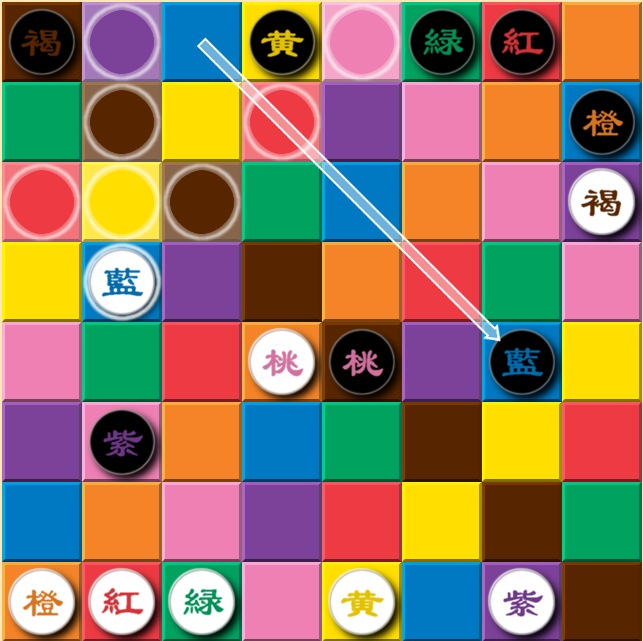 褐 黄 緑 紅
橙
褐
藍
桃 桃 藍
紫
橙 紅 緑 黄 紫